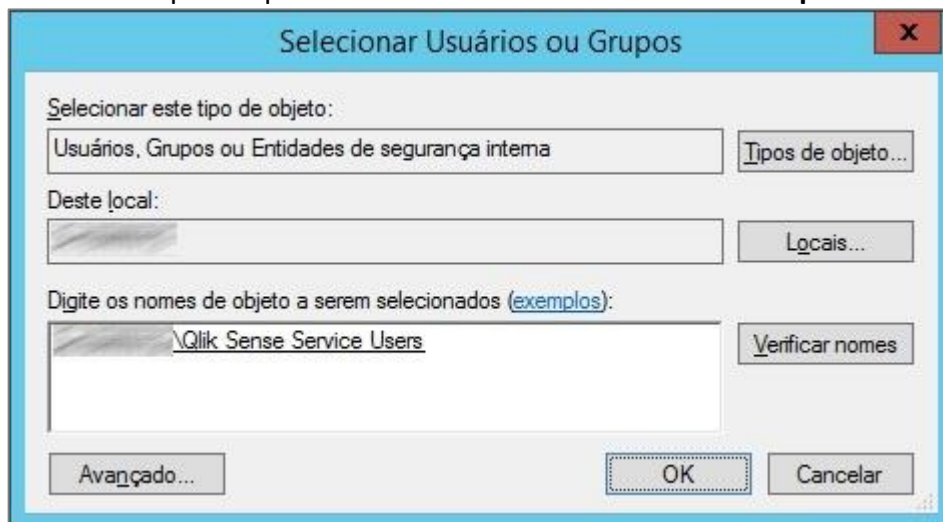 Selecionar Usuários ou Grupos
x
Selecionar este tipo de objeto:
Usuários, Grupos ou Entidades de segurança interna
Tipos de objeto...
Deste local:
Locais...
Digite os nomes de objeto a serem selecionados (exemplos):
\Qlik Sense Service Users
Verificar nomes
Avançado...
OK
Cancelar